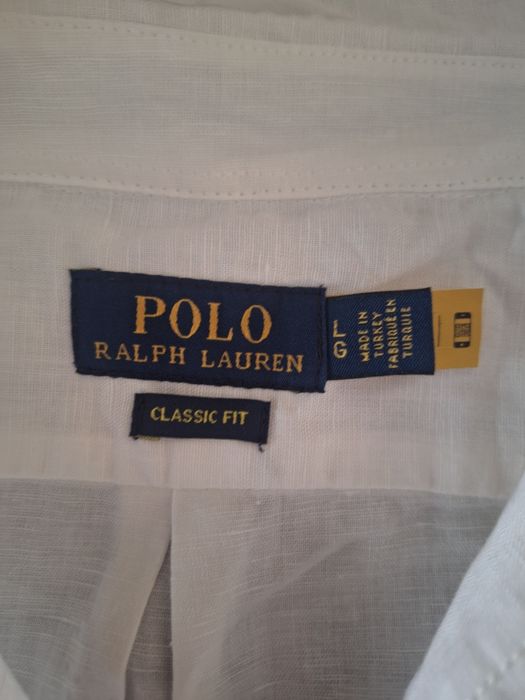 POLO
RALPH LAUREN
CLASSIC FIT
L
G
MADE IN
TURKEY
FABRIQUÉ EN
TURQUIE